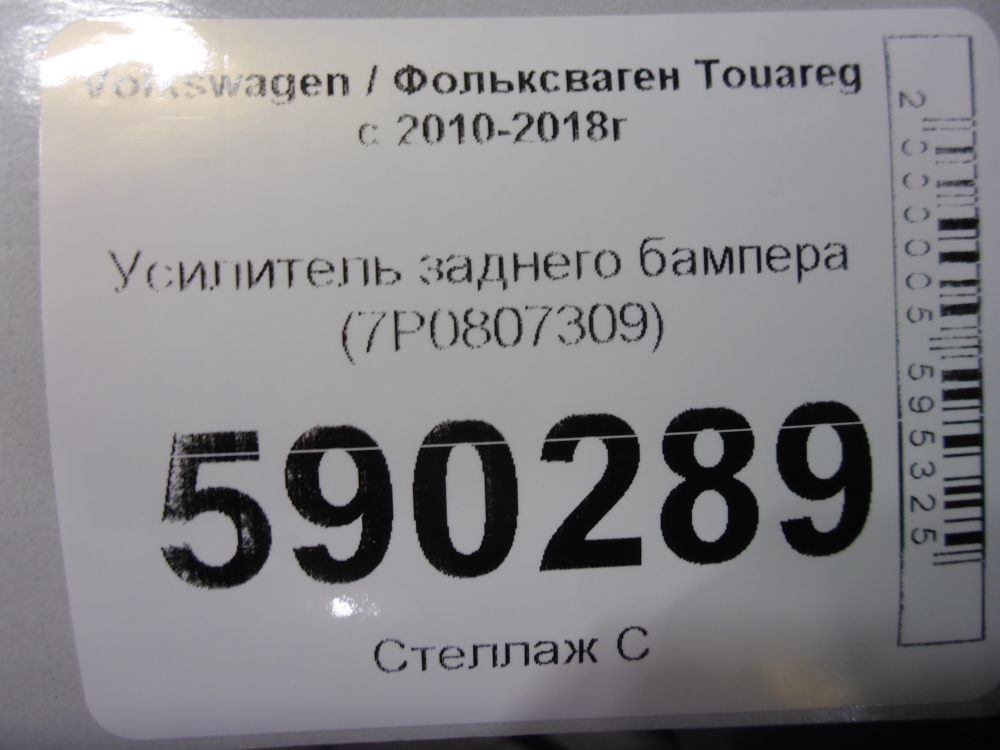 Volkswagen / Фольксваген Touareg
с 2010-2018г
Усилитель заднего бампера
(7P0807309)
590289
Стеллаж С
2000005595325